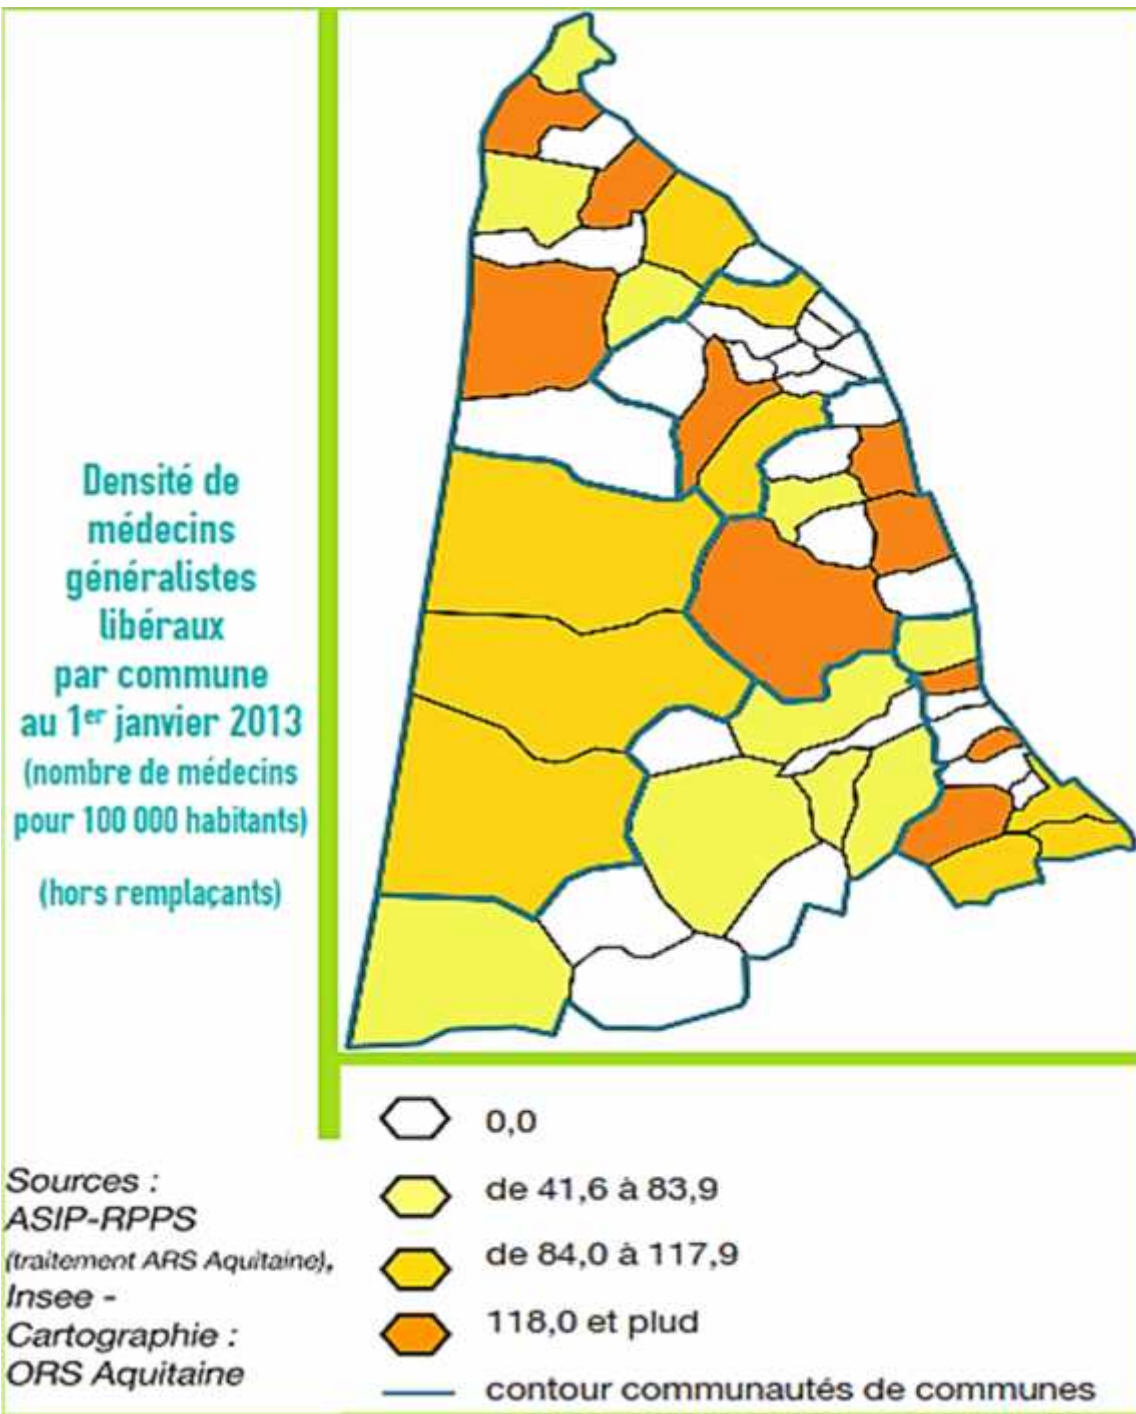 Densité de
médecins
généralistes
libéraux
par commune
au 1er janvier 2013
(nombre de médecins
pour 100 000 habitants)
(hors remplaçants)
Sources :
ASIP-RPPS
(traitement ARS Aquitaine),
Insee -
Cartographie :
ORS Aquitaine
0,0
de 41,6 à 83,9
de 84,0 à 117,9
118,0 et plud
contour communautés de communes